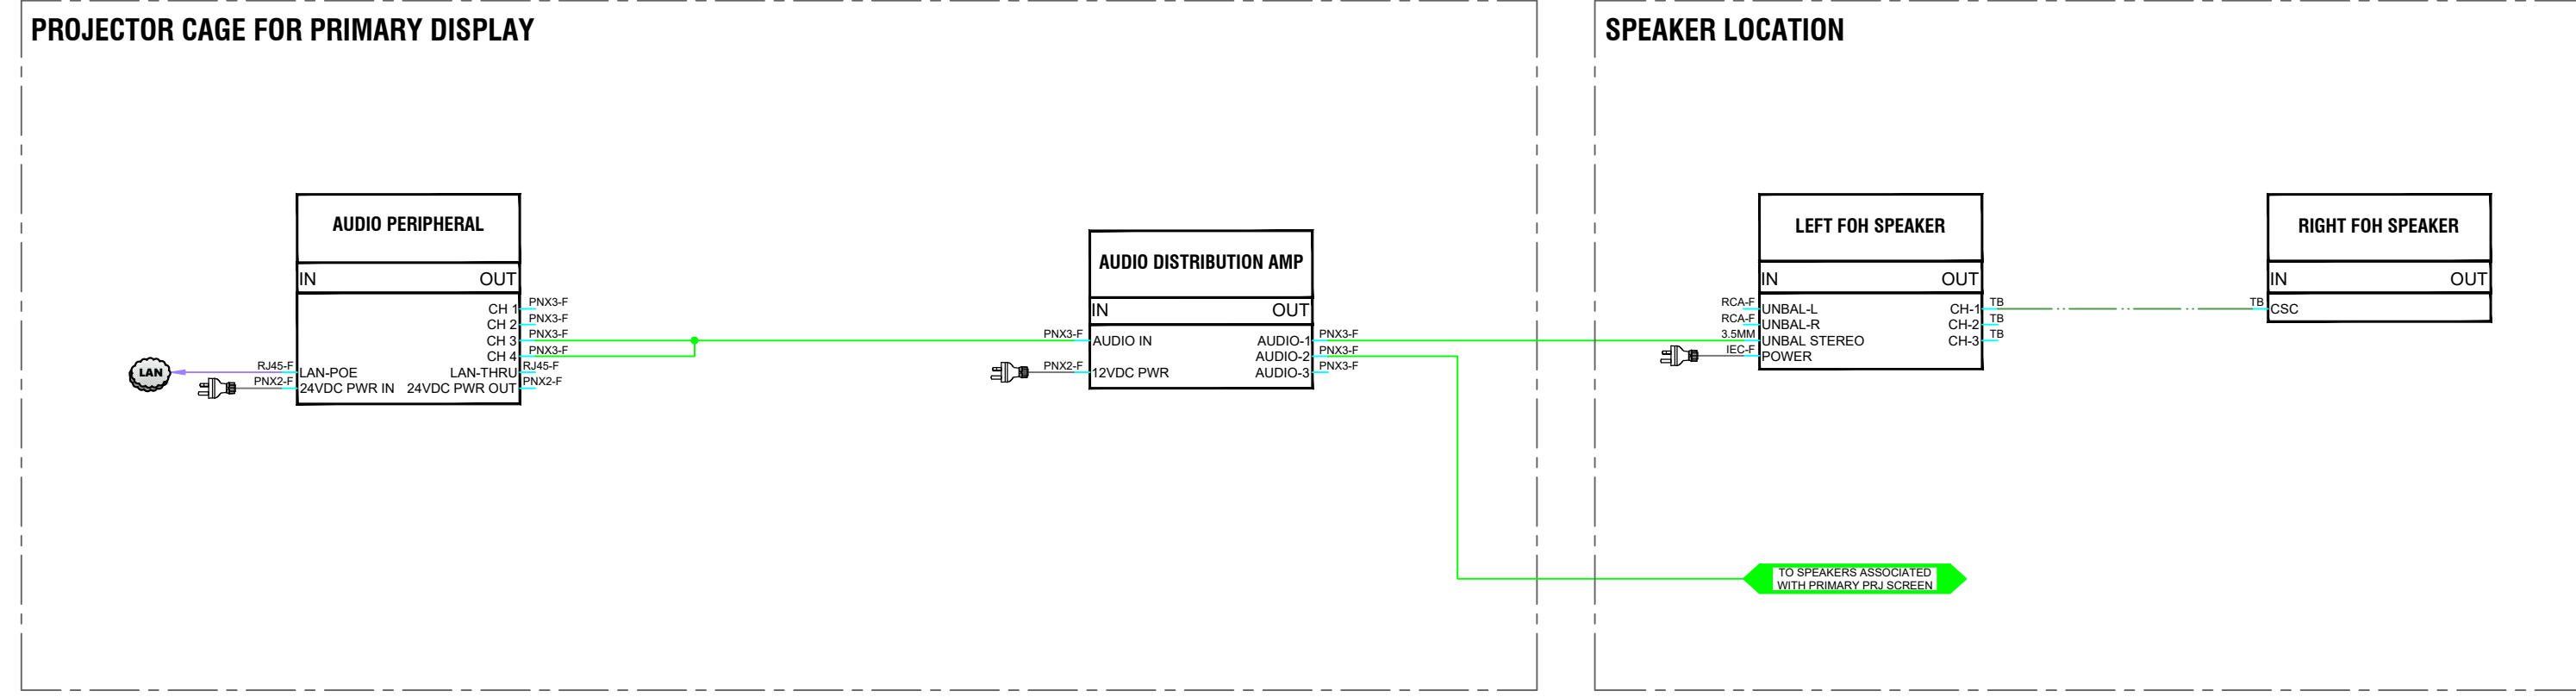 PROJECTOR CAGE FOR PRIMARY DISPLAY
SPEAKER LOCATION
AUDIO PERIPHERAL
IN OUT
CH 1 PNX3-F
CH 2 PNX3-F
CH 3 PNX3-F
CH 4 PNX3-F
LAN
RJ45-F LAN-POE LAN-THRU RJ45-F
PNX2-F 24VDC PWR IN 24VDC PWR OUT PNX2-F
AUDIO DISTRIBUTION AMP
IN OUT
PNX3-F AUDIO IN AUDIO-1 PNX3-F
AUDIO-2 PNX3-F
PNX2-F 12VDC PWR AUDIO-3 PNX3-F
LEFT FOH SPEAKER
IN OUT
RCA-F UNBAL-L CH-1 TB
RCA-F UNBAL-R CH-2 TB
3.5MM UNBAL STEREO CH-3 TB
IEC-F POWER
RIGHT FOH SPEAKER
IN OUT
TB CSC
TO SPEAKERS ASSOCIATED
WITH PRIMARY PRJ SCREEN